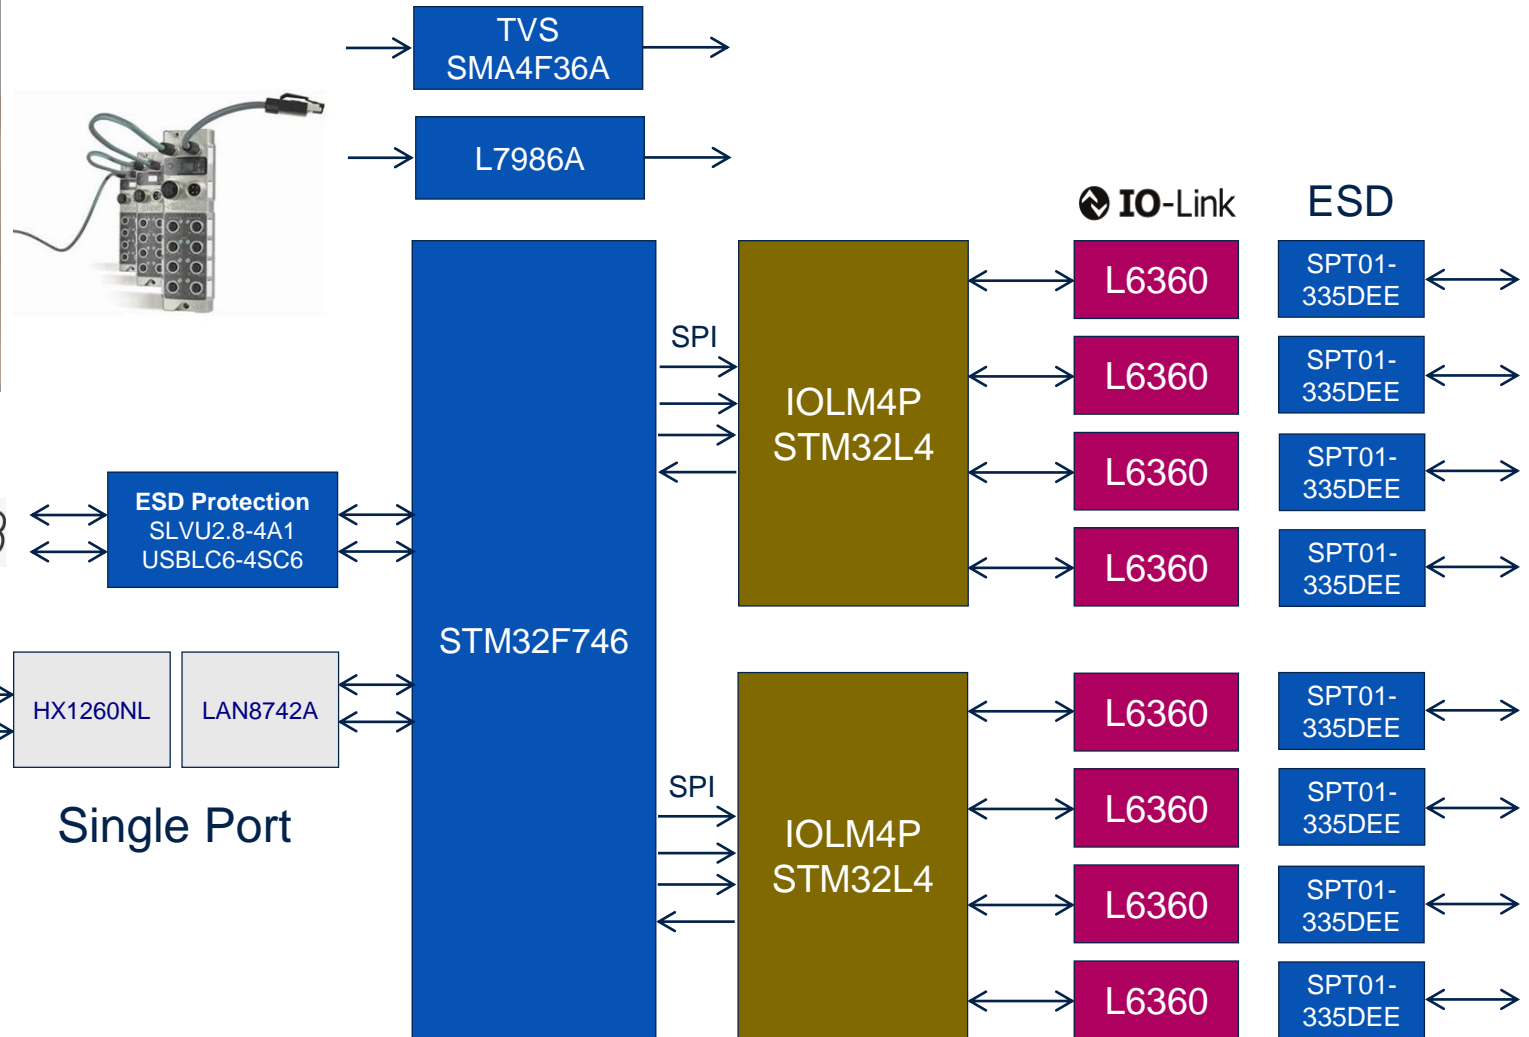 TVS
SMA4F36A
L7986A
IO-Link
ESD
L6360
SPT01-
335DEE
SPI
L6360
SPT01-
335DEE
IOLM4P
STM32L4
L6360
SPT01-
335DEE
ESD Protection
SLVU2.8-4A1
USBLC6-4SC6
L6360
SPT01-
335DEE
STM32F746
HX1260NL
LAN8742A
L6360
SPT01-
335DEE
Single Port
SPI
L6360
SPT01-
335DEE
IOLM4P
STM32L4
L6360
SPT01-
335DEE
L6360
SPT01-
335DEE